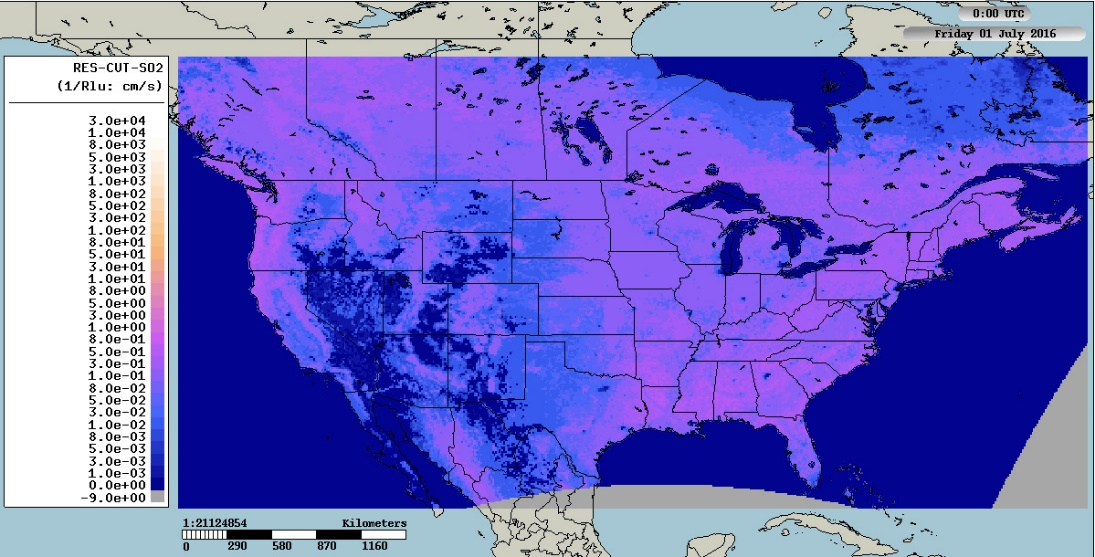 0:00 UTC
Friday 01 July 2016
RES-CUT-SO2
(1/Rlu: cm/s)
3.0e+04
1.0e+04
8.0e+03
5.0e+03
3.0e+03
1.0e+03
8.0e+02
5.0e+02
3.0e+02
1.0e+02
8.0e+01
5.0e+01
3.0e+01
1.0e+01
8.0e+00
5.0e+00
3.0e+00
1.0e+00
8.0e-01
5.0e-01
3.0e-01
1.0e-01
8.0e-02
5.0e-02
3.0e-02
1.0e-02
8.0e-03
5.0e-03
3.0e-03
1.0e-03
0.0e+00
-9.0e+00
1:21124854 Kilometers
0 290 580 870 1160